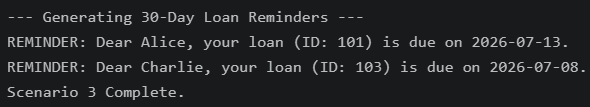 --- Generating 30-Day Loan Reminders ---
REMINDER: Dear Alice, your loan (ID: 101) is due on 2026-07-13.
REMINDER: Dear Charlie, your loan (ID: 103) is due on 2026-07-08.
Scenario 3 Complete.